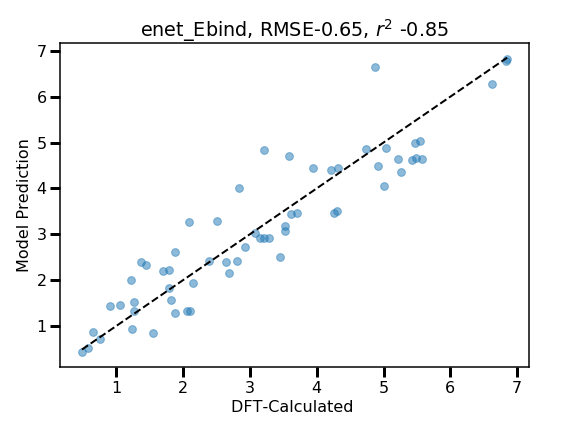 enet_Ebind, RMSE-0.65, r² -0.85
7
6
5
4
3
2
1
Model Prediction
1 2 3 4 5 6 7
DFT-Calculated